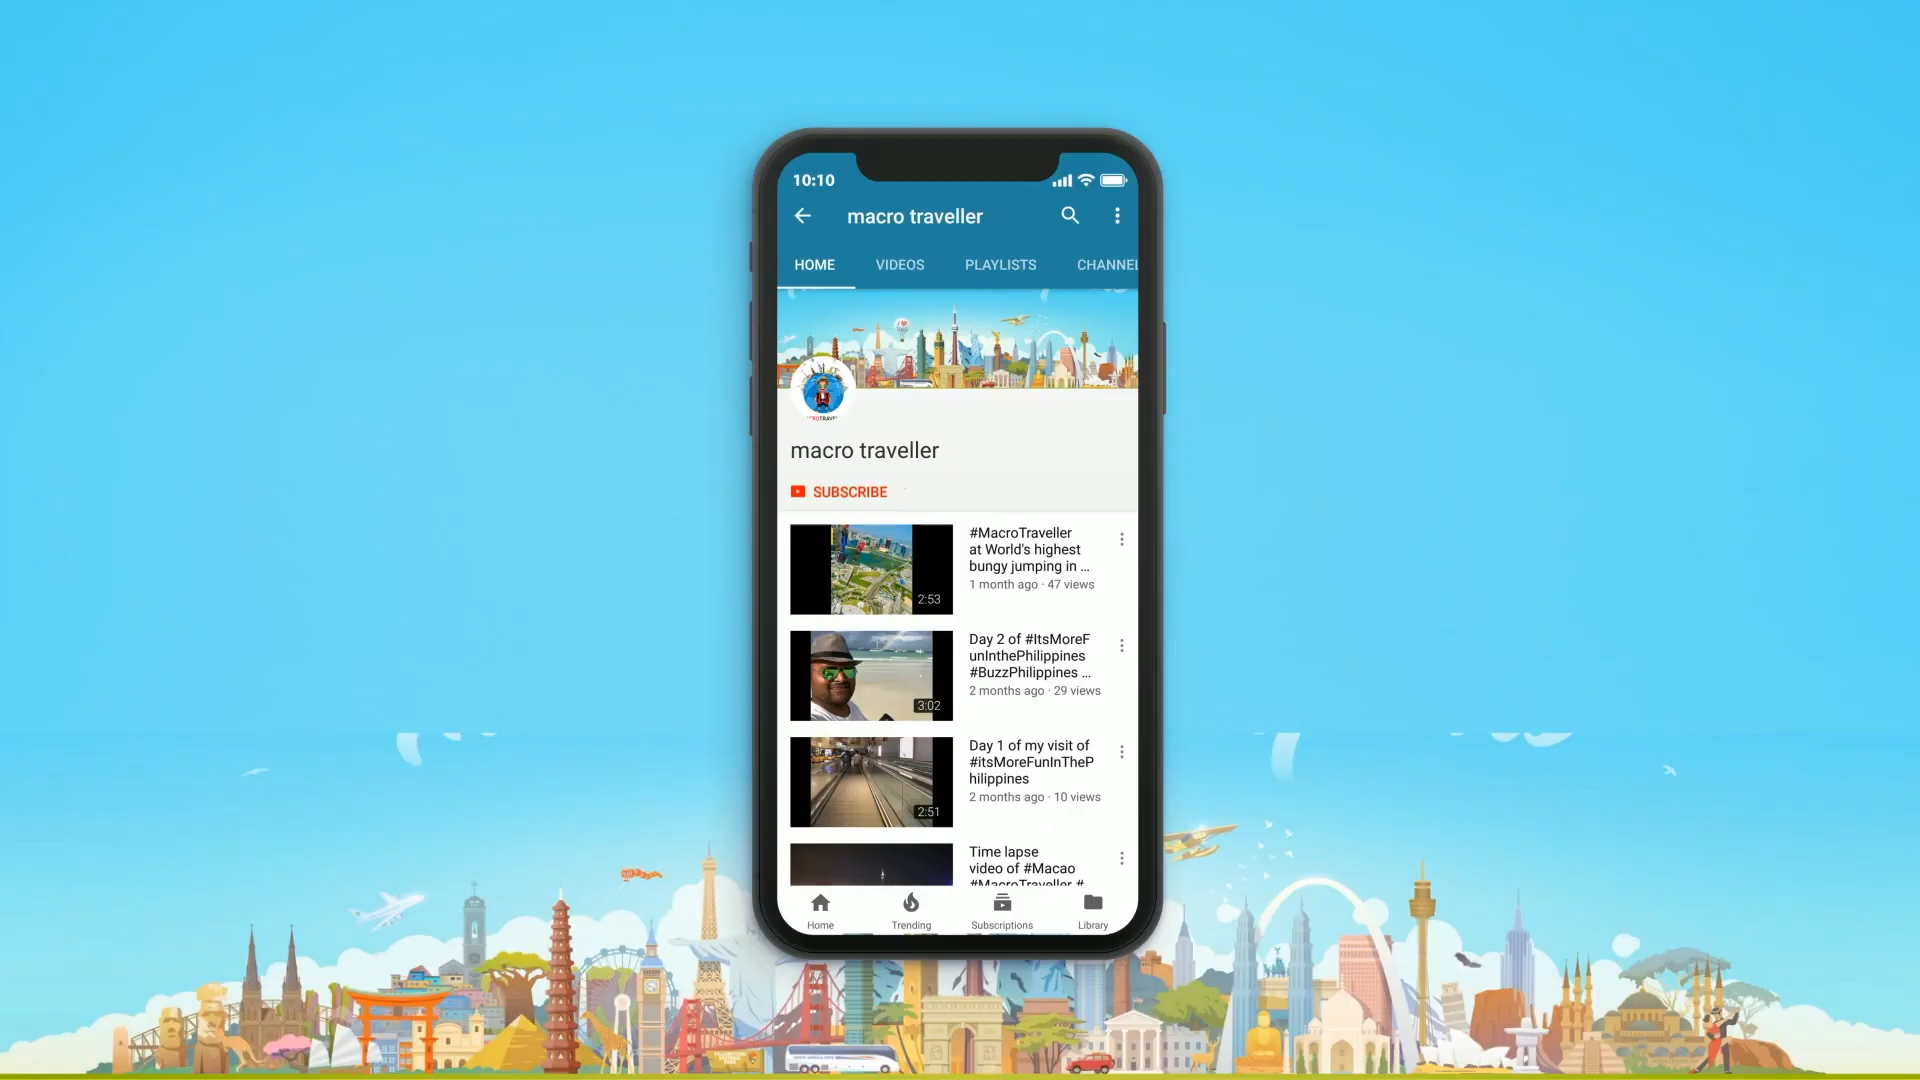 10:10
macro traveller
HOME VIDEOS PLAYLISTS CHANNEL
macro traveller
SUBSCRIBE
#MacroTraveller
at World's highest
bungy jumping in ...
1 month ago · 47 views
2:53
Day 2 of #ItsMoreF
unInthePhilippines
#BuzzPhilippines ...
2 months ago · 29 views
3:02
Day 1 of my visit of
#itsMoreFunInTheP
hilippines
2 months ago · 10 views
2:51
Time lapse
video of #Macao
#MacroTraveller #
Home Trending Subscriptions Library